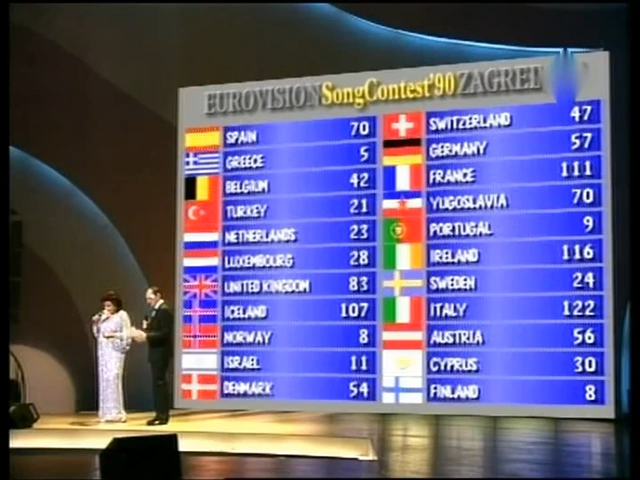 EUROVISION SongContest'90 ZAGREB
SPAIN 70
GREECE 5
BELGIUM 42
TURKEY 21
NETHERLANDS 23
LUXEMBOURG 28
UNITED KINGDOM 83
ICELAND 107
NORWAY 8
ISRAEL 11
DENMARK 54
SWITZERLAND 47
GERMANY 57
FRANCE 111
YUGOSLAVIA 70
PORTUGAL 9
IRELAND 116
SWEDEN 24
ITALY 122
AUSTRIA 56
CYPRUS 30
FINLAND 8